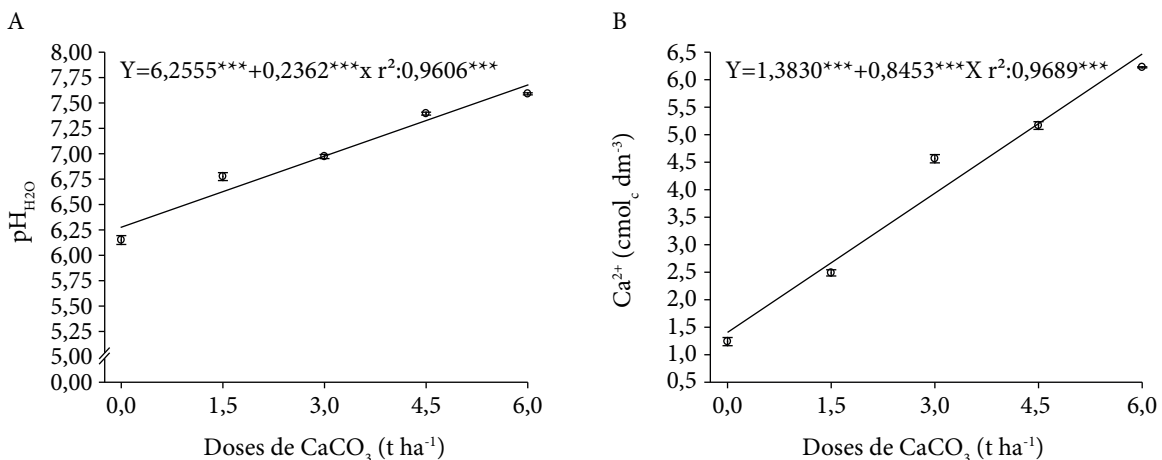 A
Y=6,2555***+0,2362***x r²:0,9606***
pH_H2O
8,00
7,75
7,50
7,25
7,00
6,75
6,50
6,25
6,00
5,75
5,50
5,25
5,00
0,00
0,0 1,5 3,0 4,5 6,0
Doses de CaCO₃ (t ha⁻¹)
B
Y=1,3830***+0,8453***X r²:0,9689***
Ca²⁺ (cmol_c dm⁻³)
6,5
6,0
5,5
5,0
4,5
4,0
3,5
3,0
2,5
2,0
1,5
1,0
0,5
0,0 1,5 3,0 4,5 6,0
Doses de CaCO₃ (t ha⁻¹)